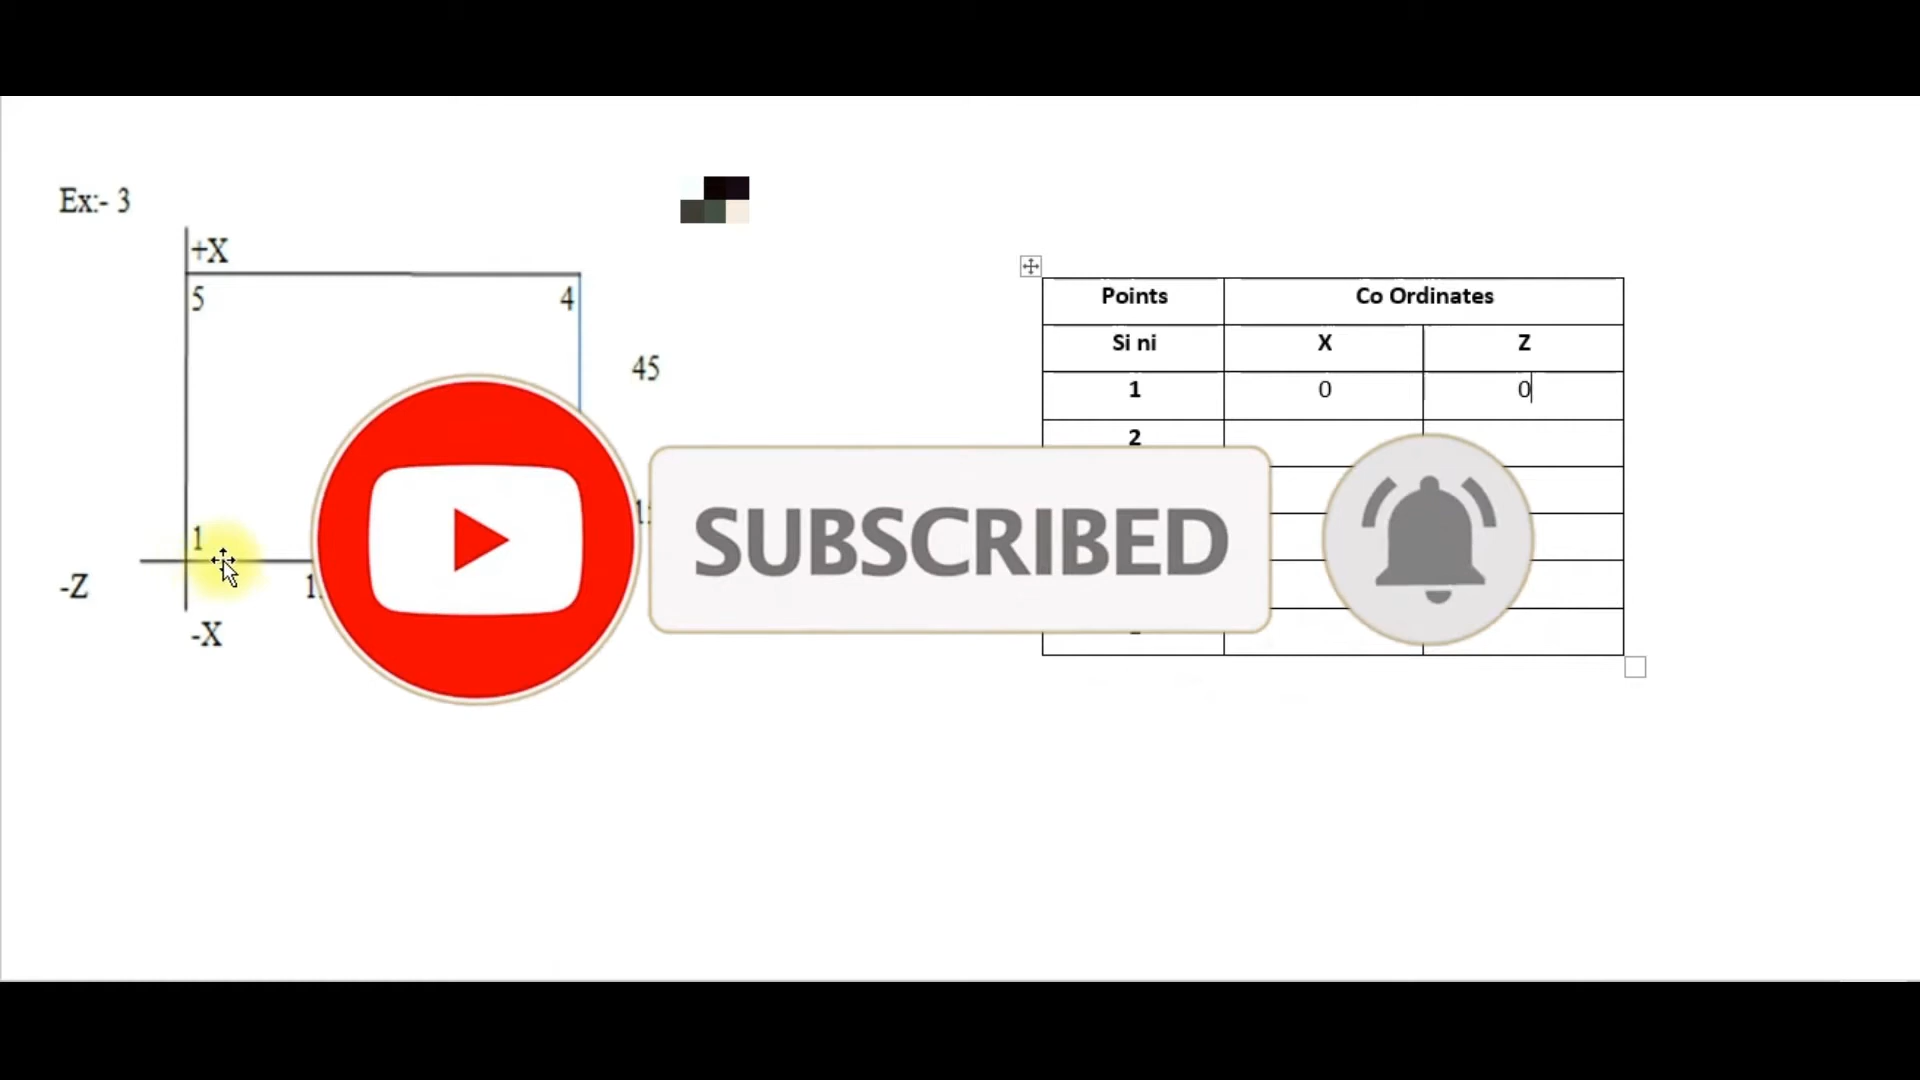 Ex:- 3
+X
5
4
45
1
-Z
-X
Points
Co Ordinates
Si ni
X
Z
1
0
0
2
SUBSCRIBED